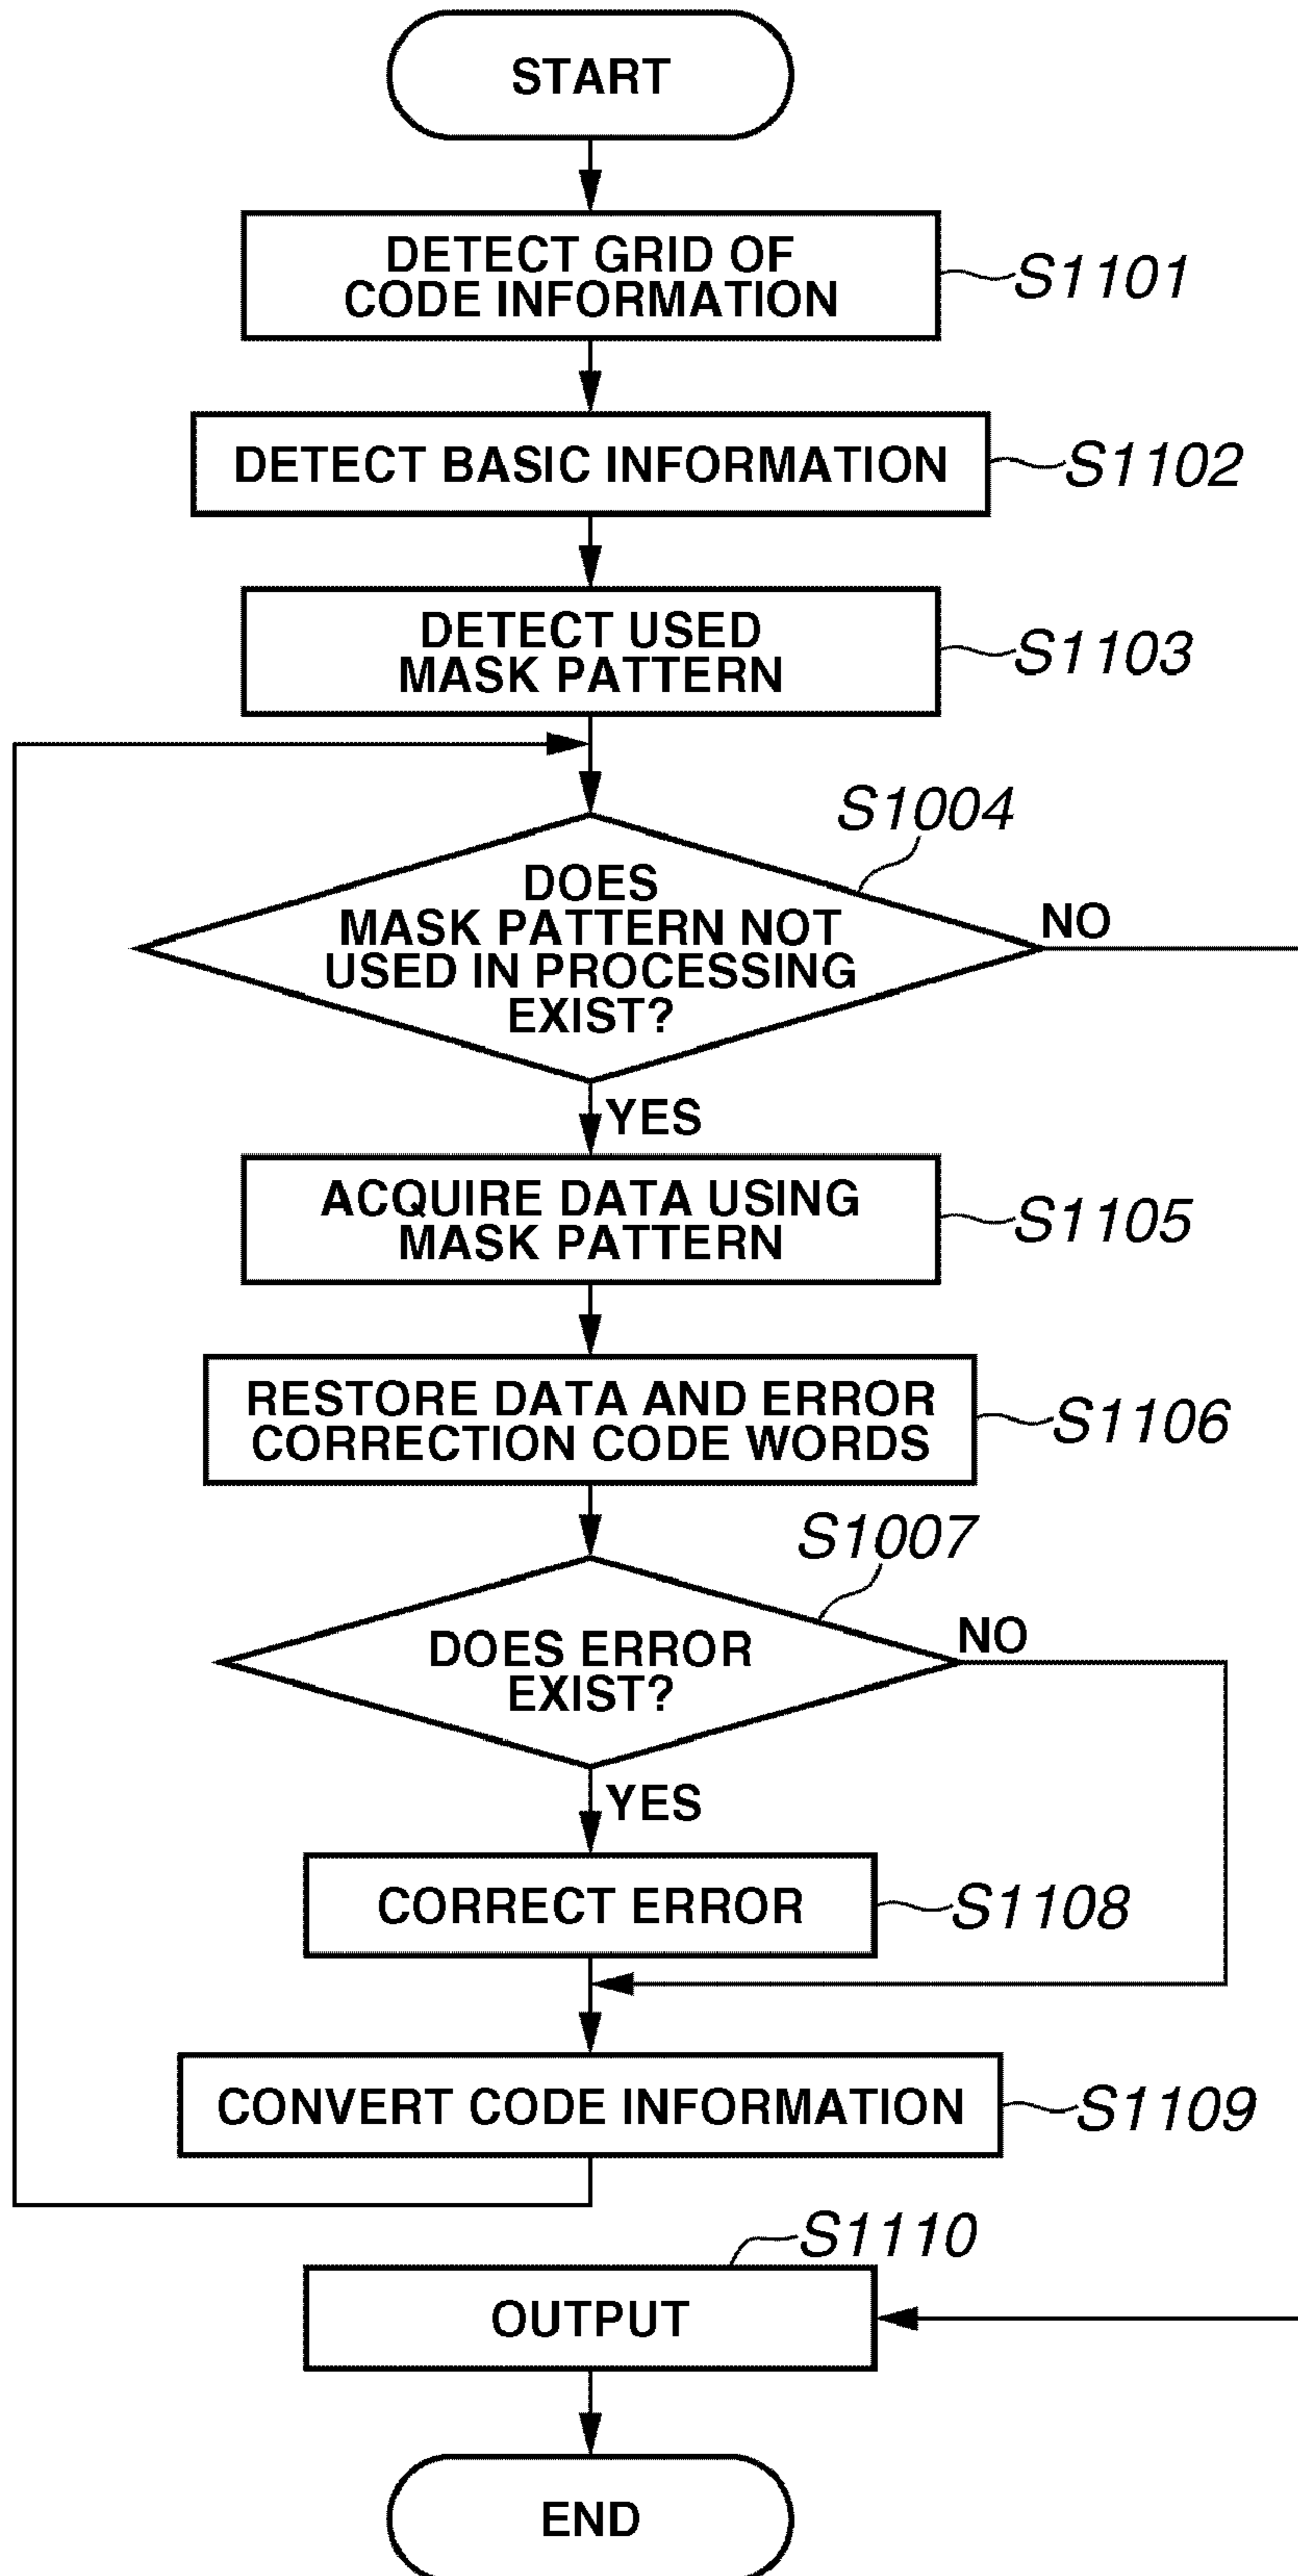 START
DETECT GRID OF
CODE INFORMATION
S1101
DETECT BASIC INFORMATION
S1102
DETECT USED
MASK PATTERN
S1103
S1004
DOES
MASK PATTERN NOT
USED IN PROCESSING
EXIST?
NO
YES
ACQUIRE DATA USING
MASK PATTERN
S1105
RESTORE DATA AND ERROR
CORRECTION CODE WORDS
S1106
S1007
DOES ERROR
EXIST?
NO
YES
CORRECT ERROR
S1108
CONVERT CODE INFORMATION
S1109
S1110
OUTPUT
END